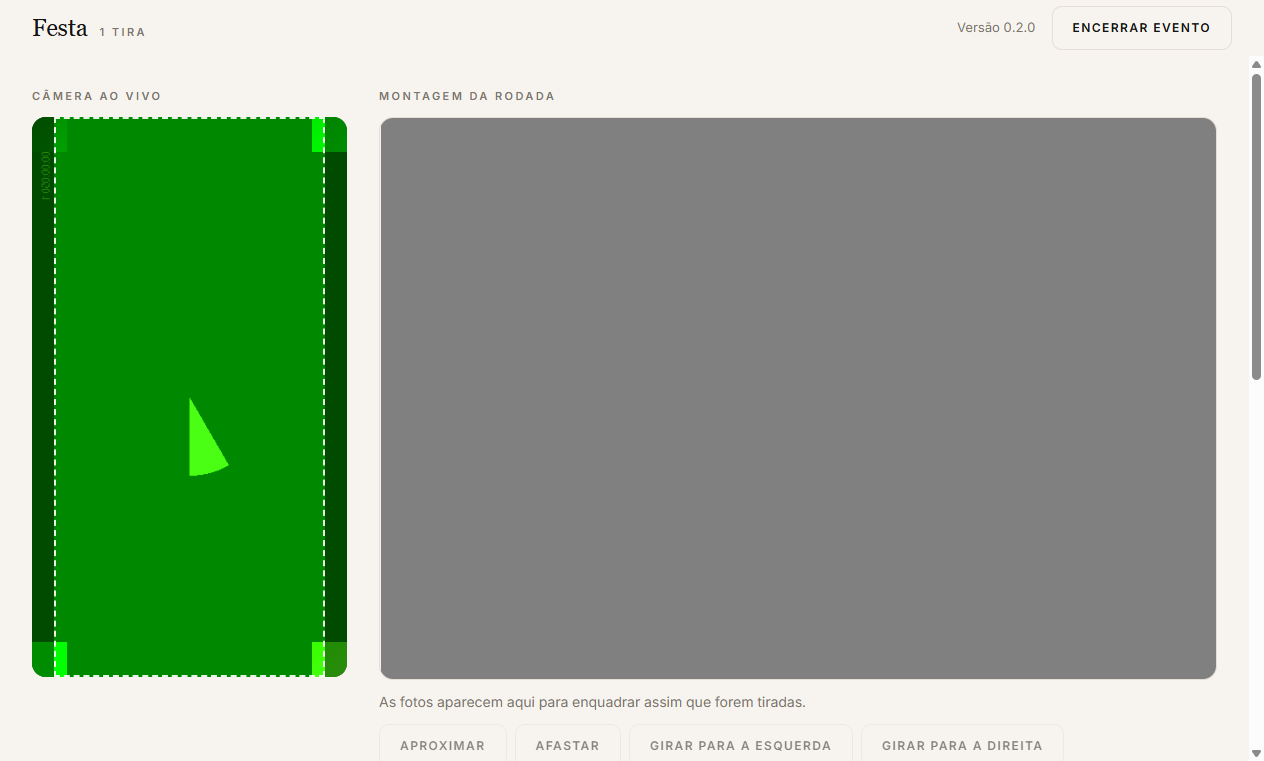 Festa 1 TIRA
Versão 0.2.0
ENCERRAR EVENTO
CÂMERA AO VIVO
MONTAGEM DA RODADA
As fotos aparecem aqui para enquadrar assim que forem tiradas.
APROXIMAR
AFASTAR
GIRAR PARA A ESQUERDA
GIRAR PARA A DIREITA